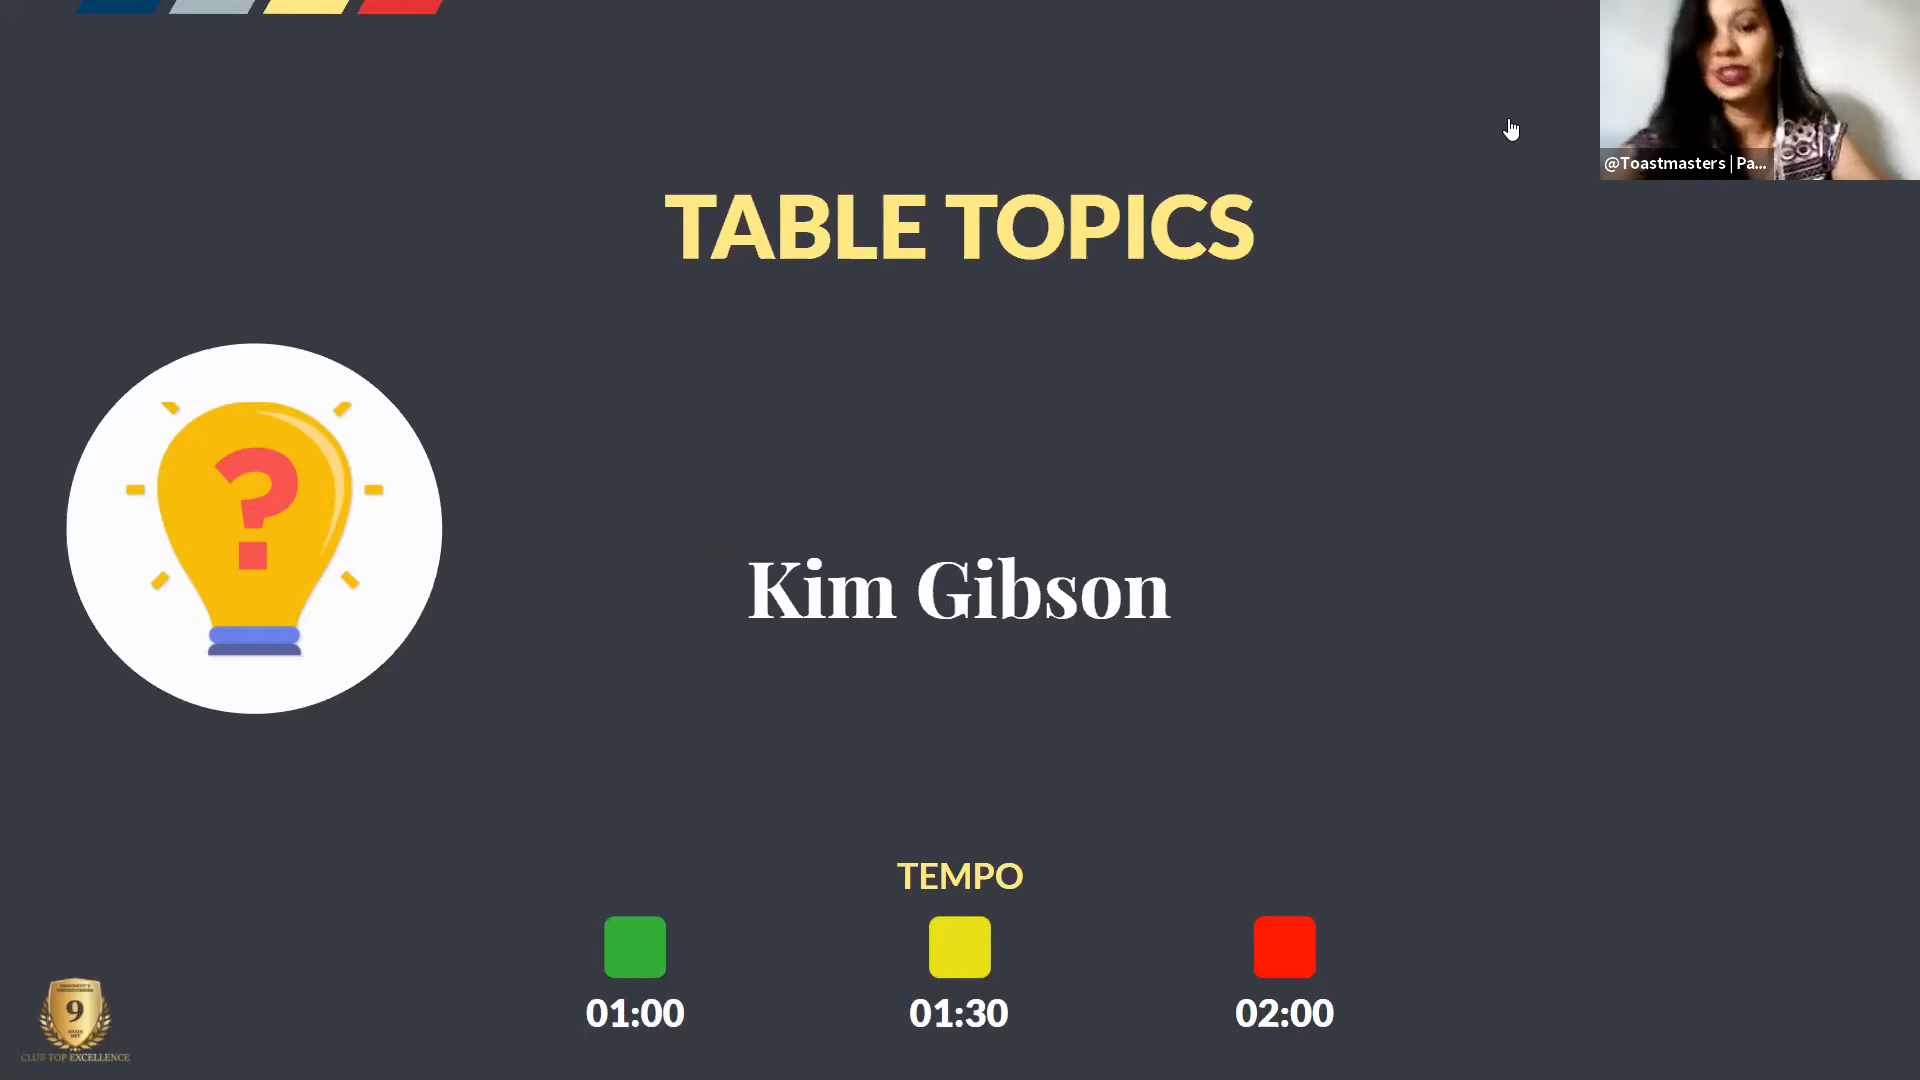 @Toastmasters | Pa...
TABLE TOPICS
?
Kim Gibson
TEMPO
01:00
01:30
02:00
9
CLUB TOP EXCELLENCE